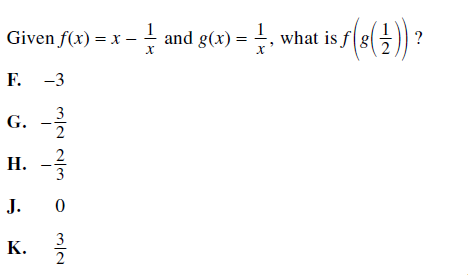 Given f(x) = x – 1/x and g(x) = 1/x, what is f(g(1/2)) ?
F. –3
G. –3/2
H. –2/3
J. 0
K. 3/2